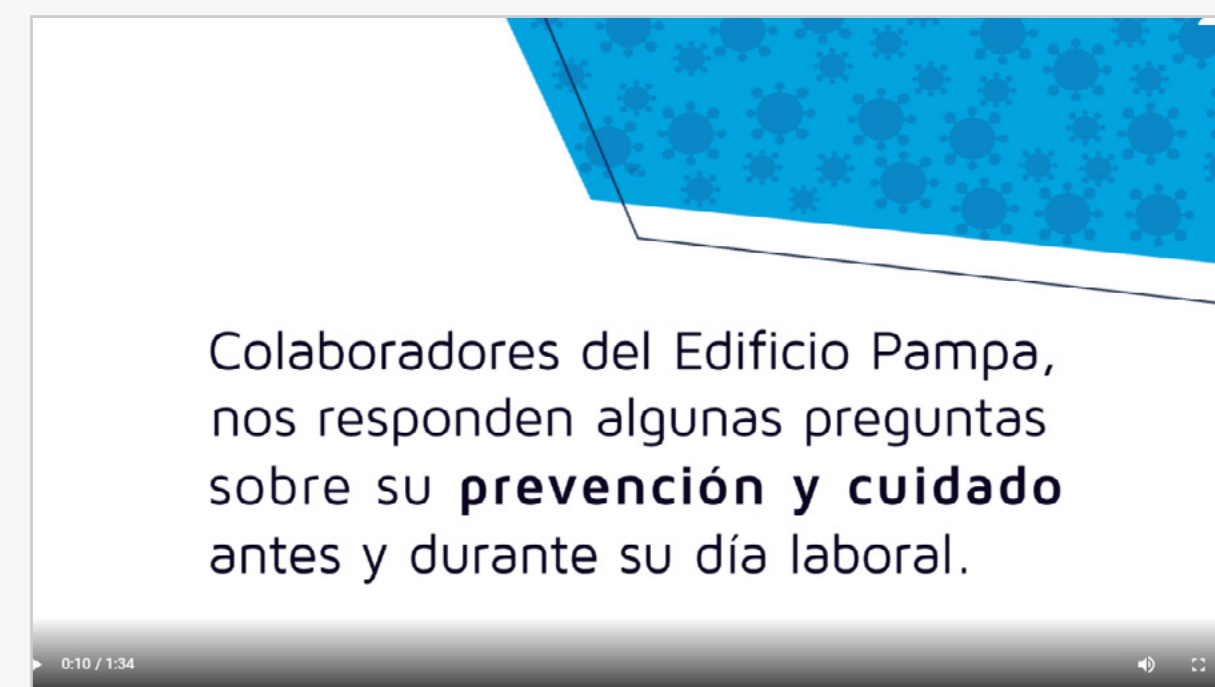 Colaboradores del Edificio Pampa,
nos responden algunas preguntas
sobre su prevención y cuidado
antes y durante su día laboral.
0:10 / 1:34